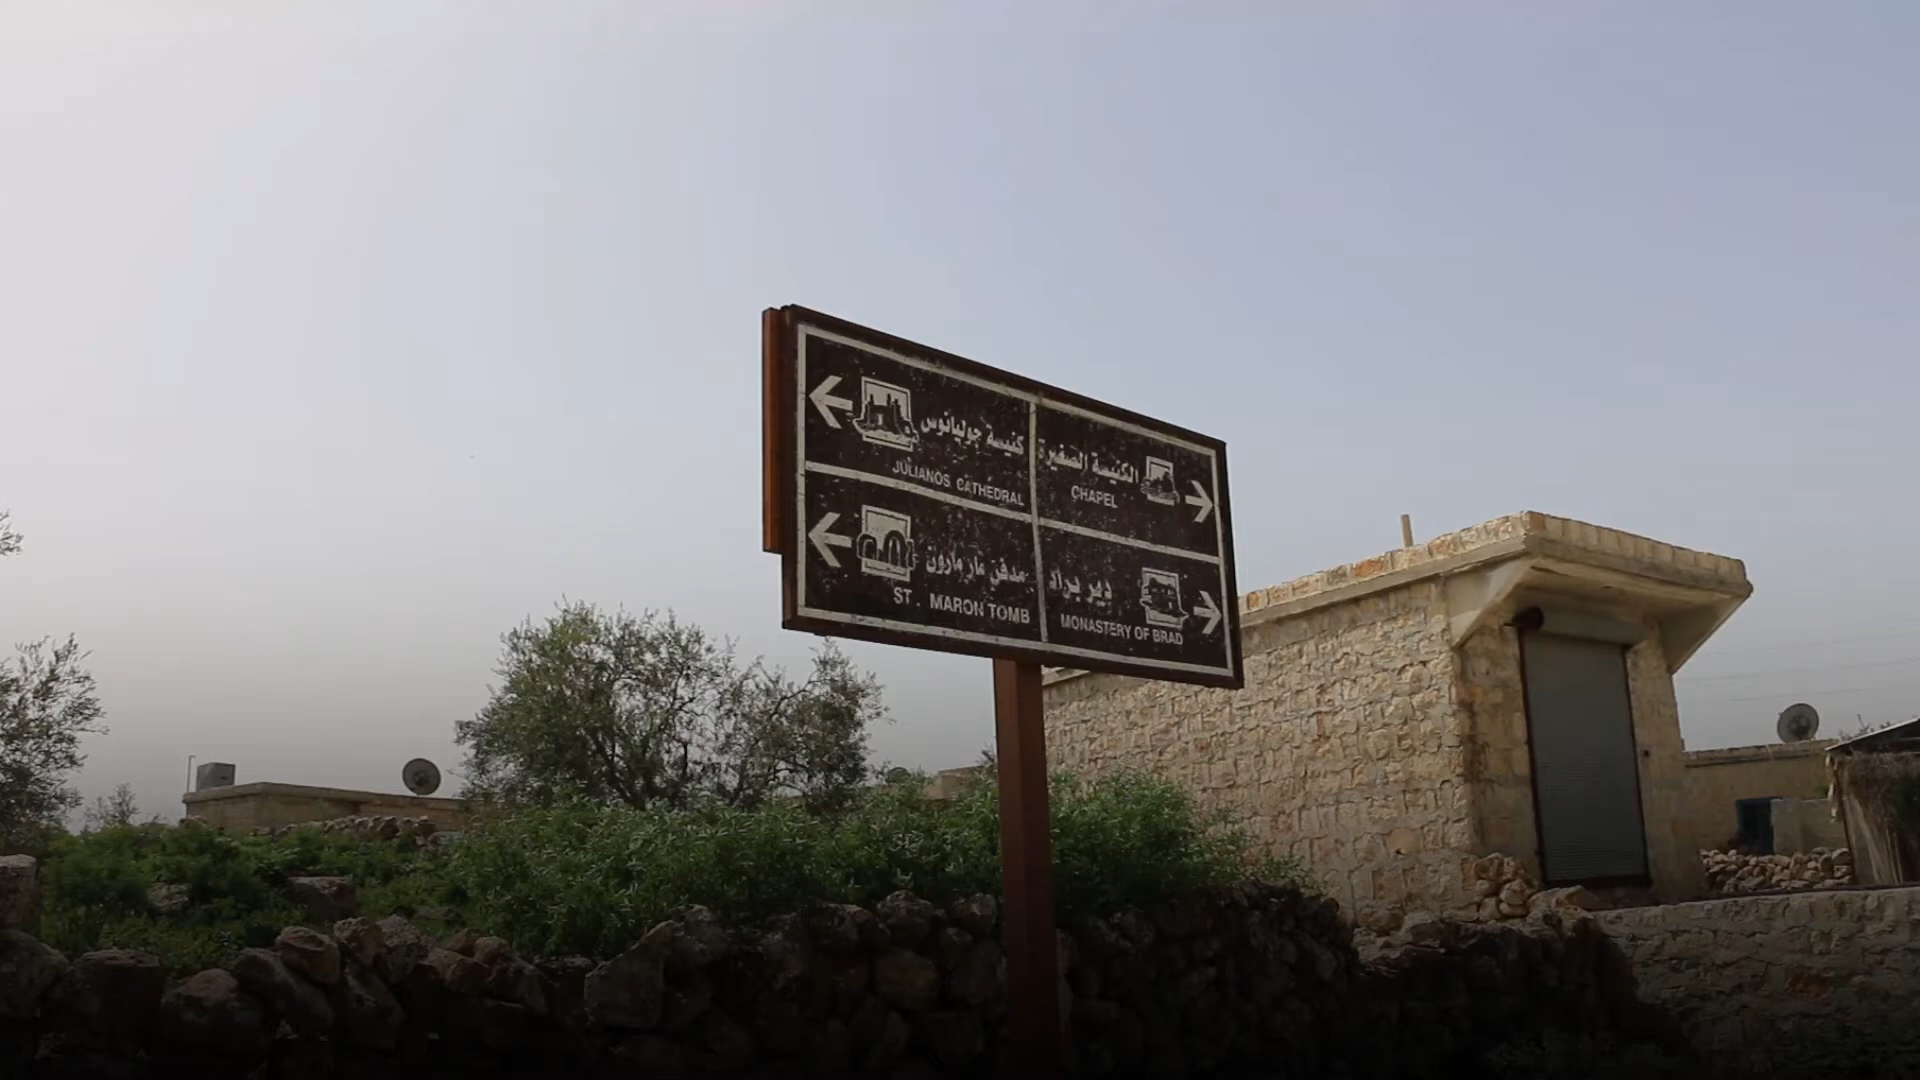 كنيسة جوليانوس
JULIANOS CATHEDRAL
الكنيسة الصغيرة
CHAPEL
مدفن مار مارون
ST. MARON TOMB
دير براد
MONASTERY OF BRAD